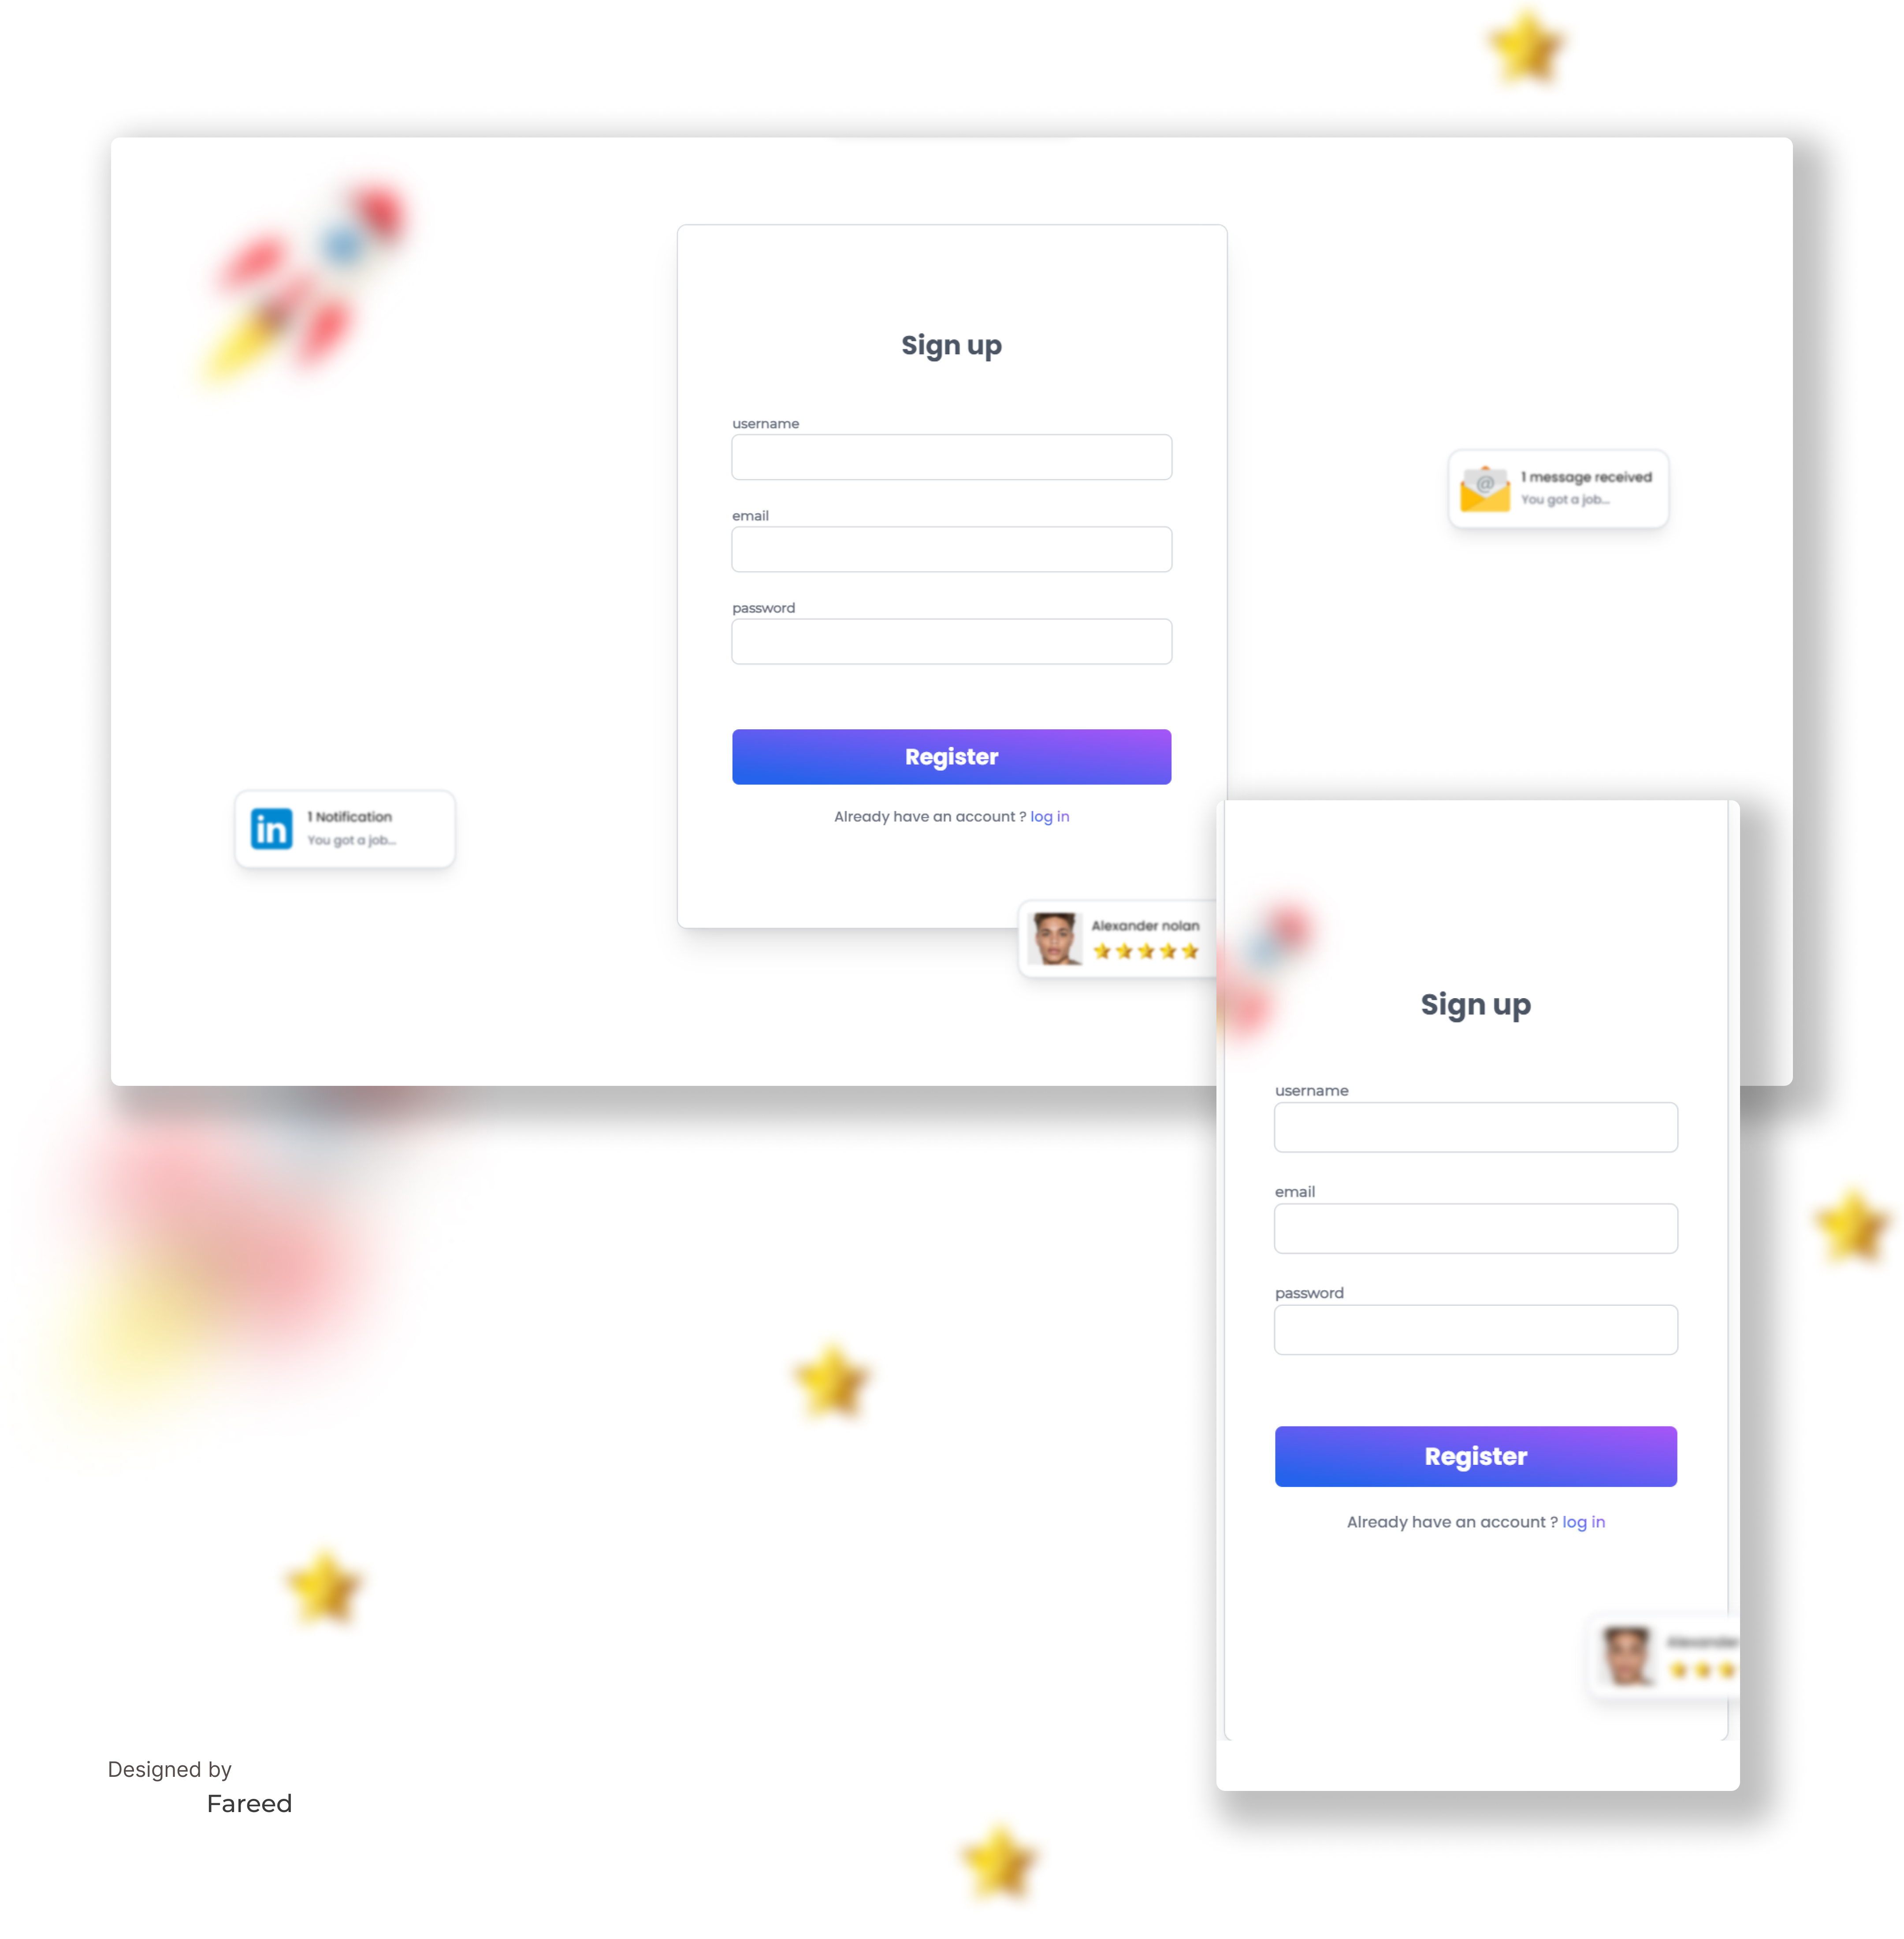 Sign up
username
email
password
Register
Already have an account ? log in
1 message received
You got a job...
in
1 Notification
You got a job...
Alexander nolan
Sign up
username
email
password
Register
Already have an account ? log in
Alexander
Designed by
Fareed